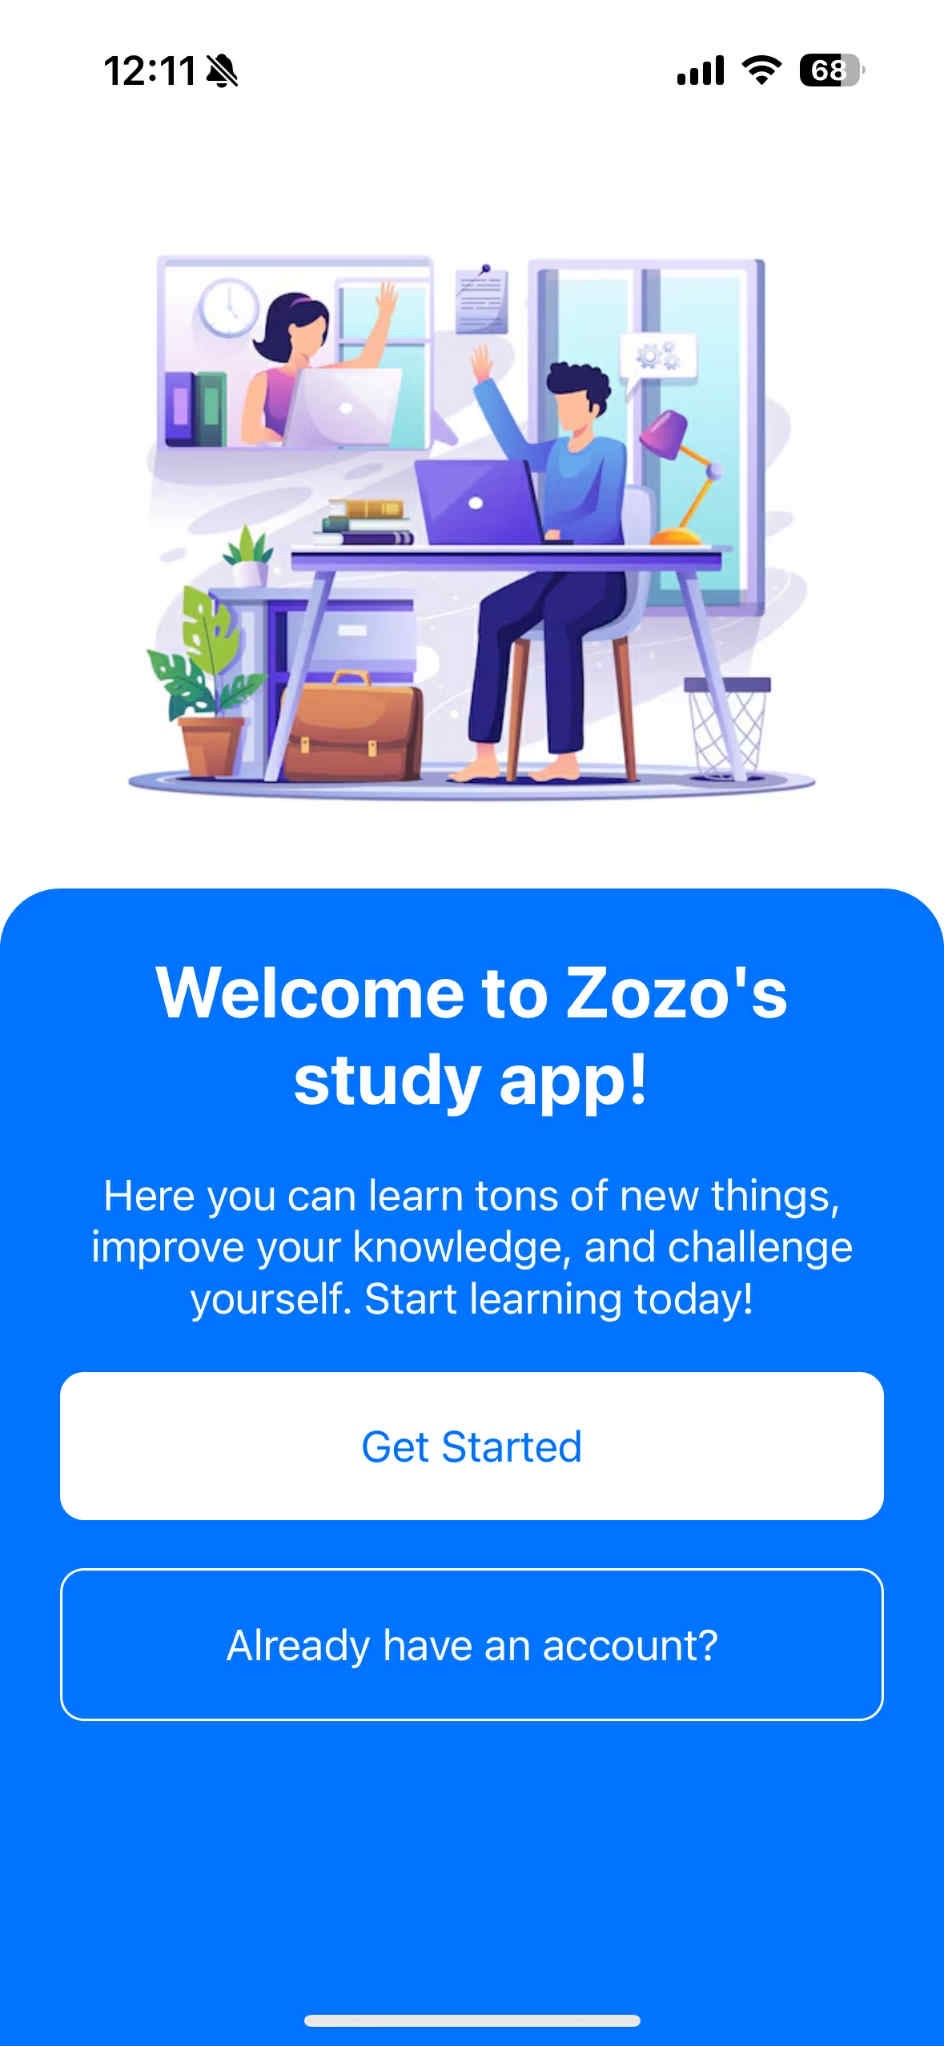 12:11
68
Welcome to Zozo's
study app!
Here you can learn tons of new things,
improve your knowledge, and challenge
yourself. Start learning today!
Get Started
Already have an account?